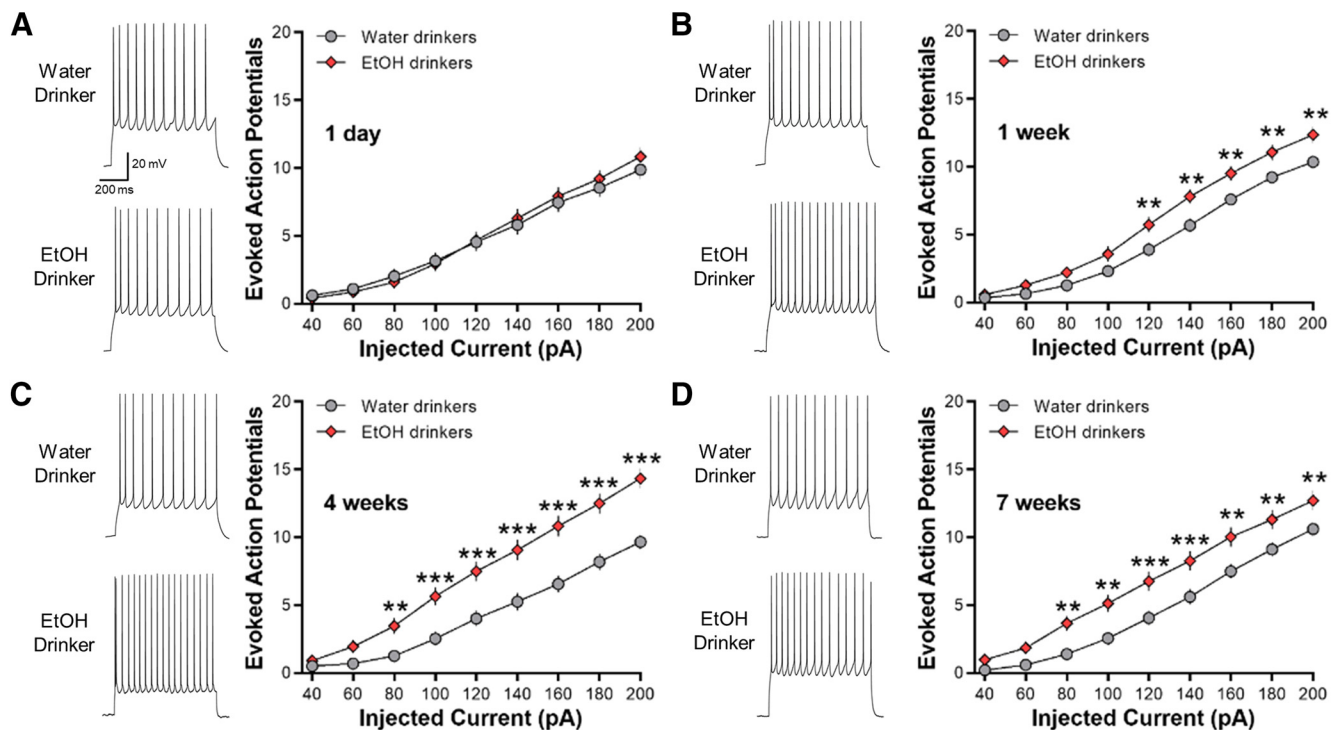 A
Water
Drinker
20 mV
200 ms
EtOH
Drinker
Evoked Action Potentials
20
15
10
5
0
Water drinkers
EtOH drinkers
1 day
40 60 80 100 120 140 160 180 200
Injected Current (pA)
B
Water
Drinker
EtOH
Drinker
Evoked Action Potentials
20
15
10
5
0
Water drinkers
EtOH drinkers
1 week
** ** ** ** **
40 60 80 100 120 140 160 180 200
Injected Current (pA)
C
Water
Drinker
EtOH
Drinker
Evoked Action Potentials
20
15
10
5
0
Water drinkers
EtOH drinkers
4 weeks
** *** *** *** *** *** ***
40 60 80 100 120 140 160 180 200
Injected Current (pA)
D
Water
Drinker
EtOH
Drinker
Evoked Action Potentials
20
15
10
5
0
Water drinkers
EtOH drinkers
7 weeks
** ** *** *** ** ** **
40 60 80 100 120 140 160 180 200
Injected Current (pA)